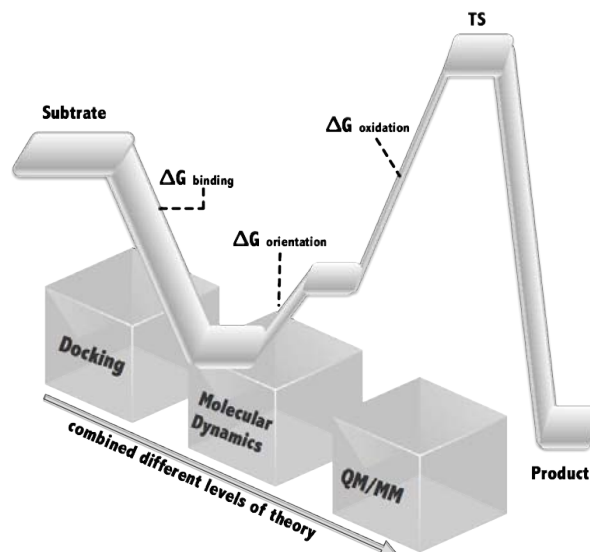 TS
Subtrate
ΔG oxidation
ΔG binding
ΔG orientation
Docking
Molecular
Dynamics
QM/MM
combined different levels of theory
Product